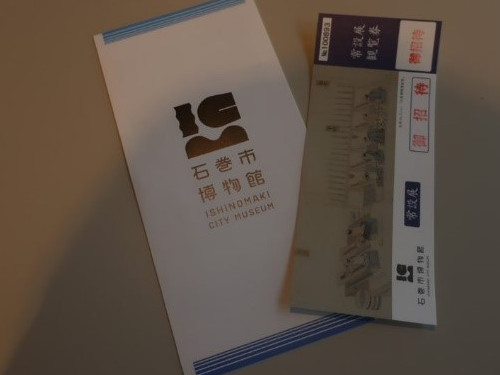 石巻市
博物館
ISHINOMAKI
CITY MUSEUM
№100693
常設展
観覧券
御招待
御招待
常設展
石巻市博物館